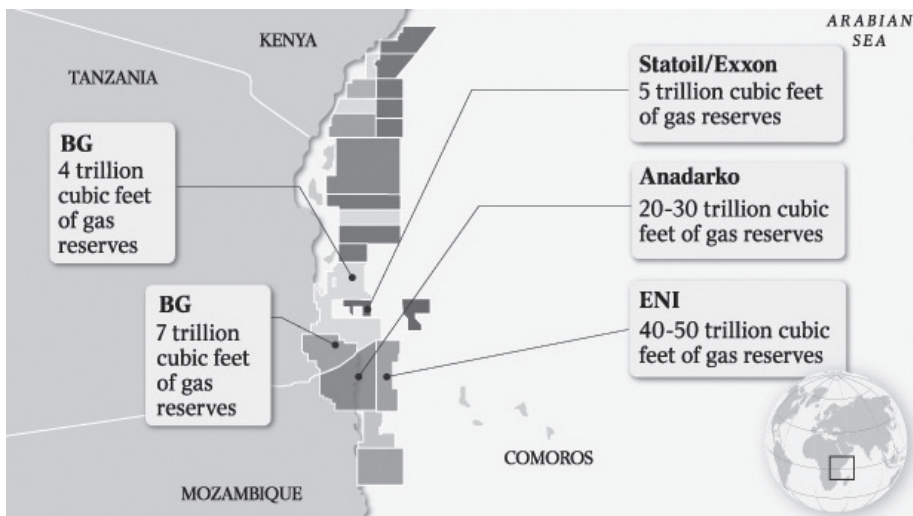 KENYA
TANZANIA
ARABIAN
SEA
Statoil/Exxon
5 trillion cubic feet
of gas reserves
BG
4 trillion
cubic feet
of gas
reserves
Anadarko
20-30 trillion cubic
feet of gas reserves
BG
7 trillion
cubic feet
of gas
reserves
ENI
40-50 trillion cubic
feet of gas reserves
COMOROS
MOZAMBIQUE